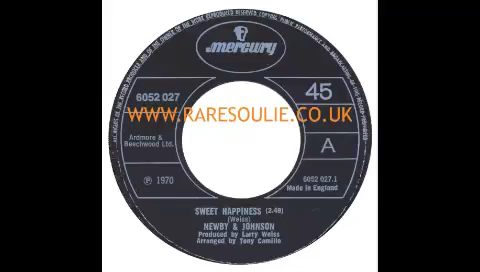 mercury
6052 027
45
WWW.RARESOULIE.CO.UK
Ardmore &
Beechwood Ltd.
A
℗ 1970
6052 027.1
Made in England
SWEET HAPPINESS (2.48)
(Weiss)
NEWBY & JOHNSON
Produced by Larry Weiss
Arranged by Tony Camillo